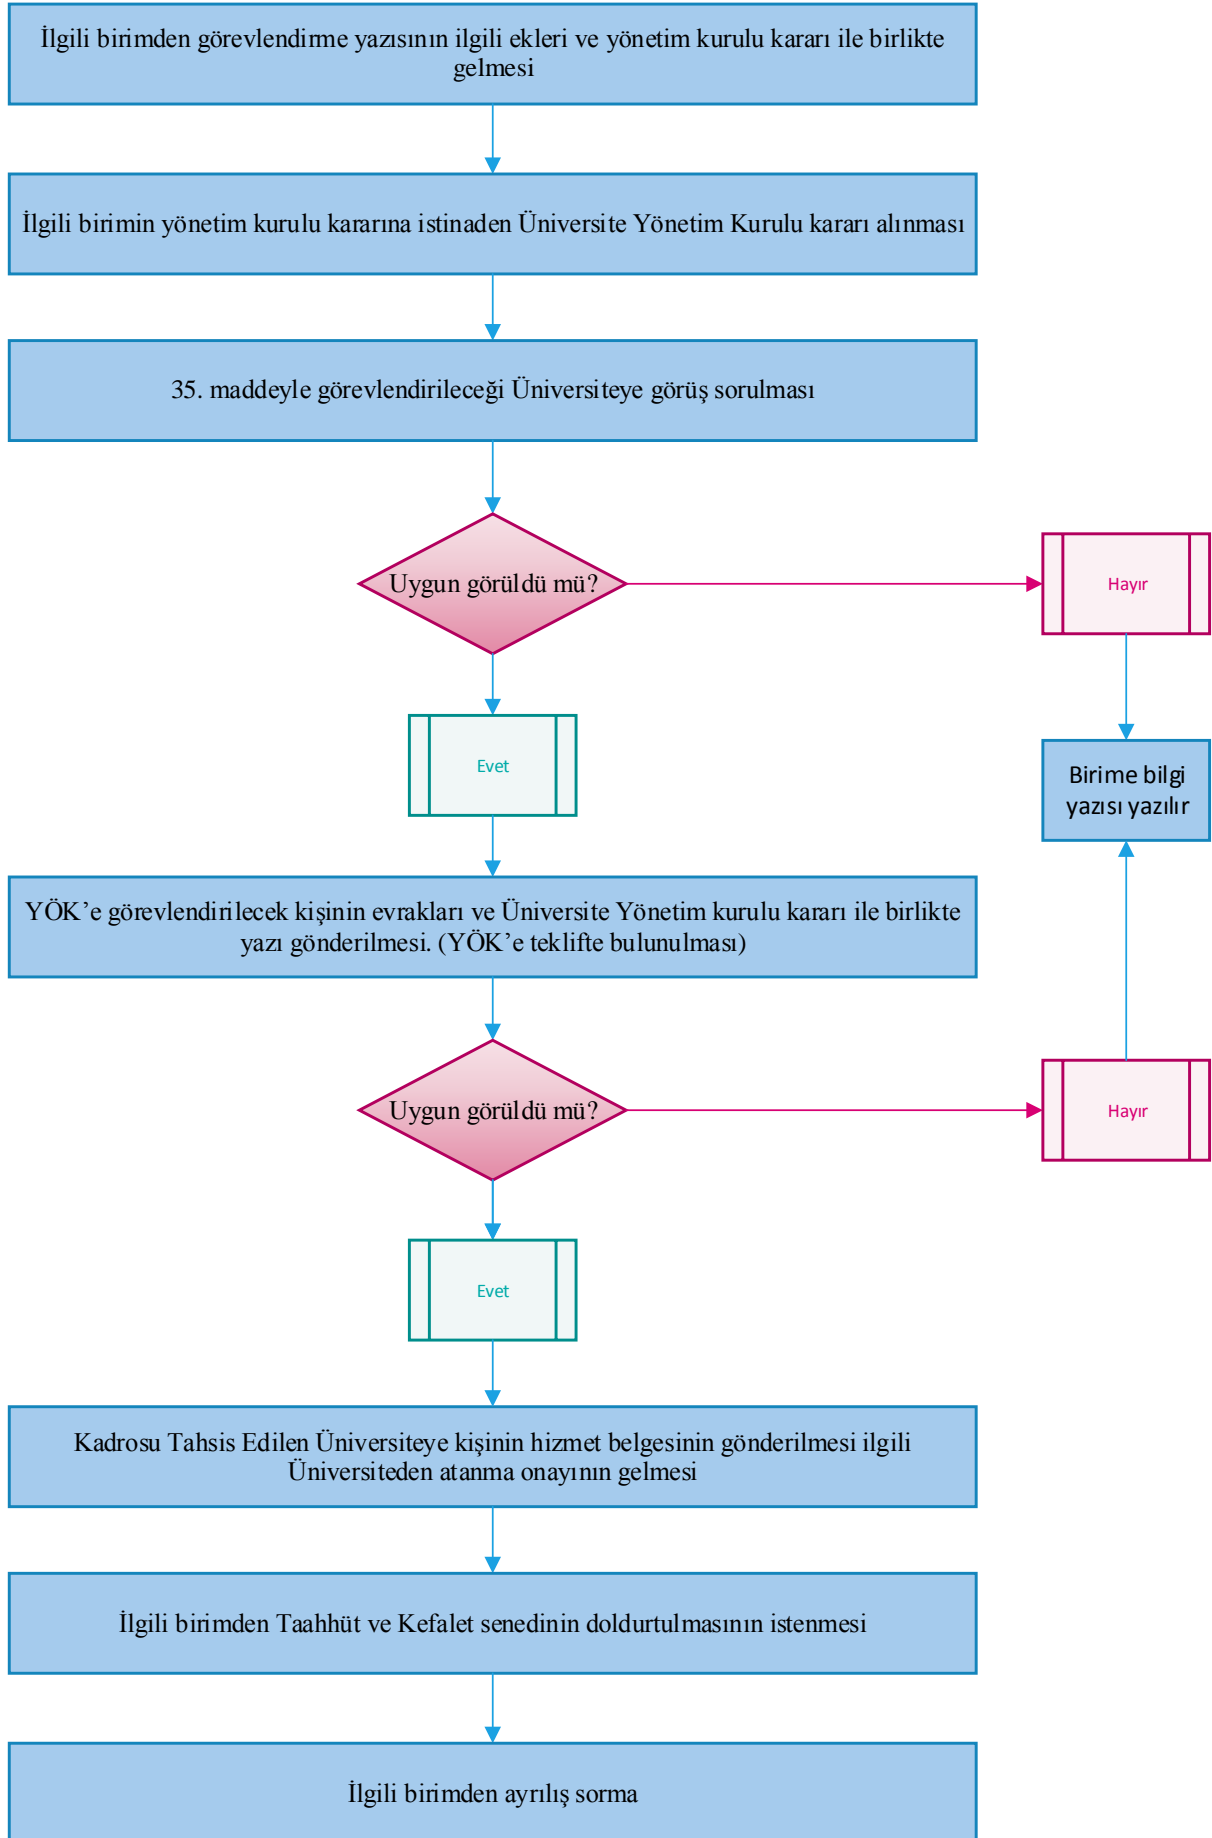 İlgili birimden görevlendirme yazısının ilgili ekleri ve yönetim kurulu kararı ile birlikte
gelmesi
İlgili birimin yönetim kurulu kararına istinaden Üniversite Yönetim Kurulu kararı alınması
35. maddeyle görevlendirileceği Üniversiteye görüş sorulması
Uygun görüldü mü?
Hayır
Evet
Birime bilgi
yazısı yazılır
YÖK’e görevlendirilecek kişinin evrakları ve Üniversite Yönetim kurulu kararı ile birlikte
yazı gönderilmesi. (YÖK’e teklifte bulunulması)
Uygun görüldü mü?
Hayır
Evet
Kadrosu Tahsis Edilen Üniversiteye kişinin hizmet belgesinin gönderilmesi ilgili
Üniversiteden atanma onayının gelmesi
İlgili birimden Taahhüt ve Kefalet senedinin doldurtulmasının istenmesi
İlgili birimden ayrılış sorma